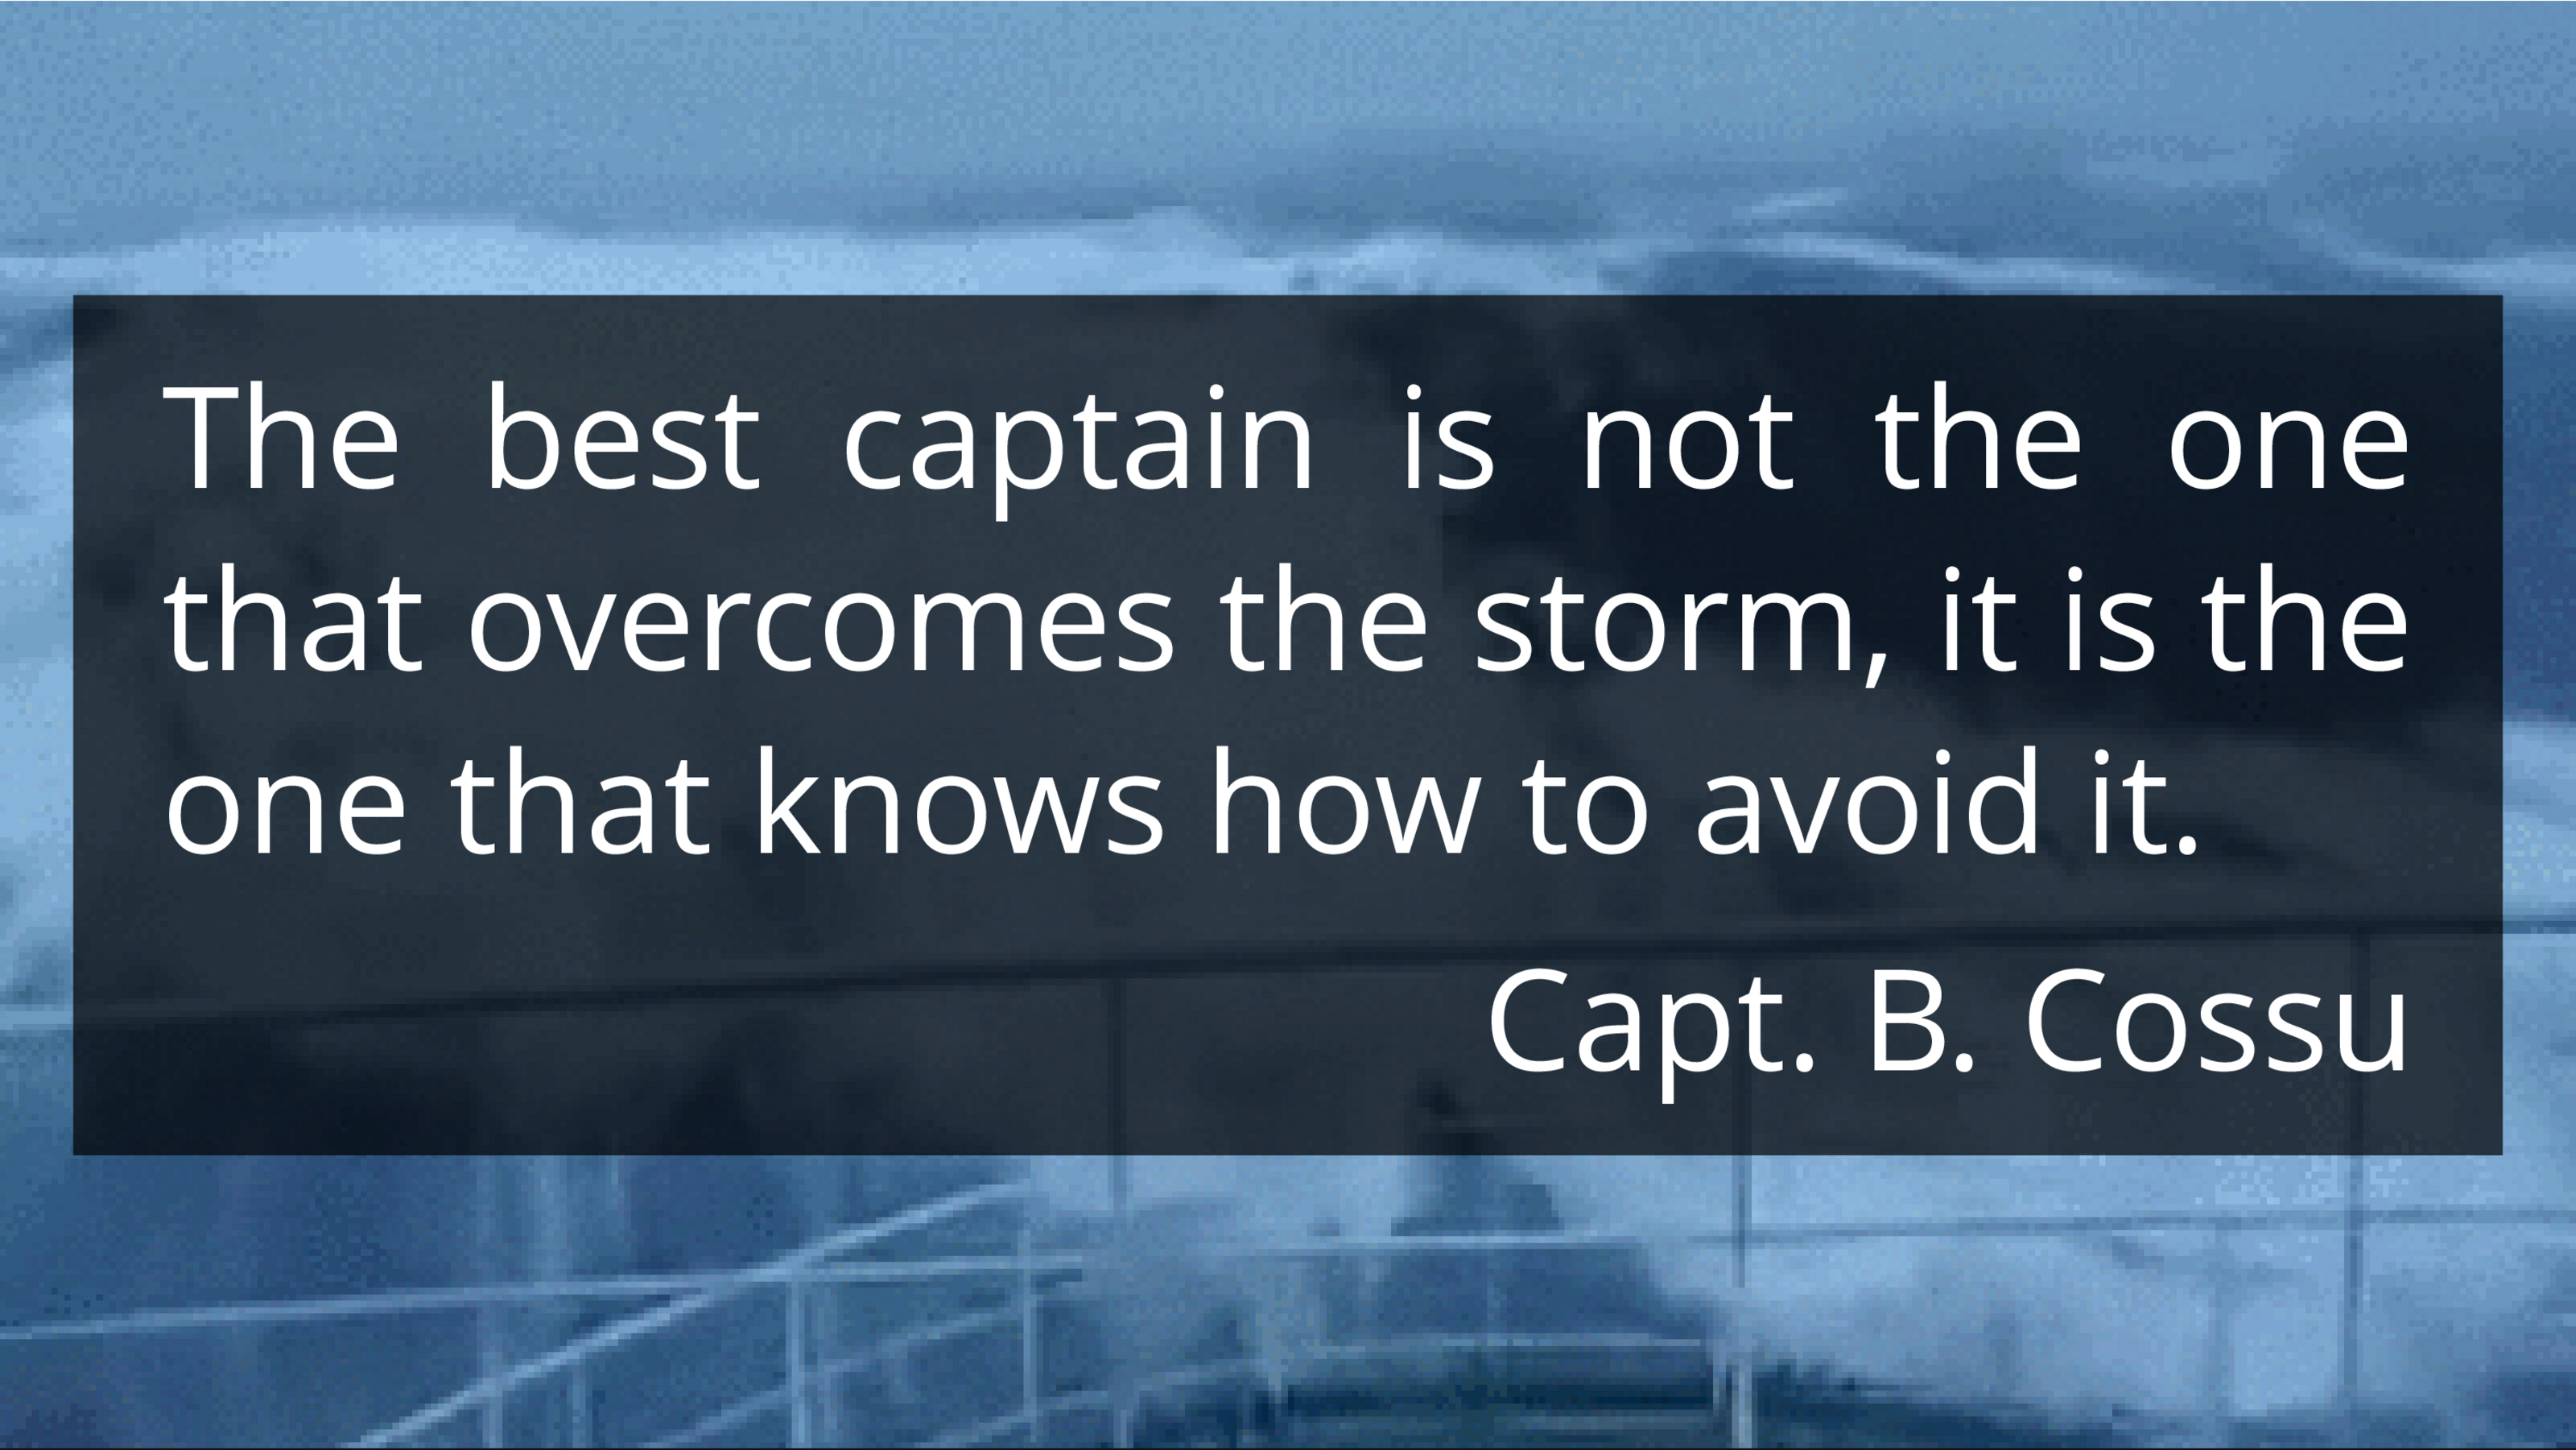 The best captain is not the one
that overcomes the storm, it is the
one that knows how to avoid it.
Capt. B. Cossu